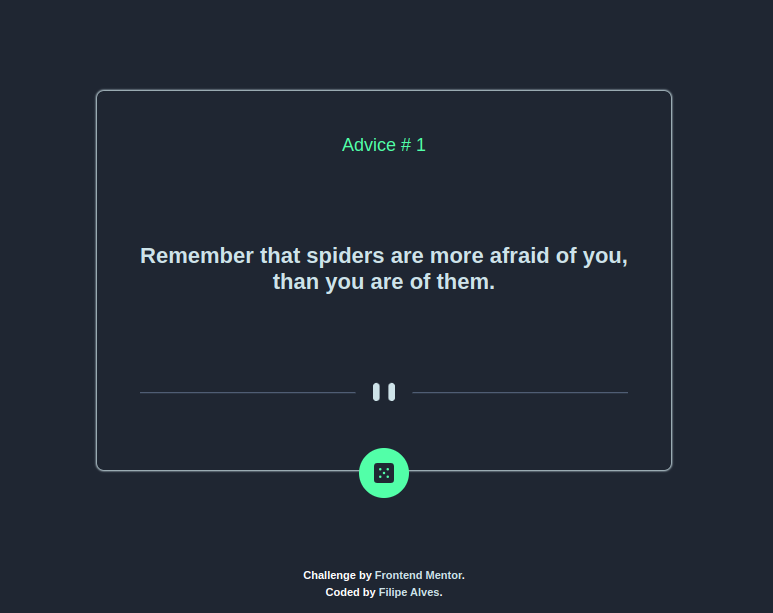 Advice # 1
Remember that spiders are more afraid of you,
than you are of them.
Challenge by Frontend Mentor.
Coded by Filipe Alves.